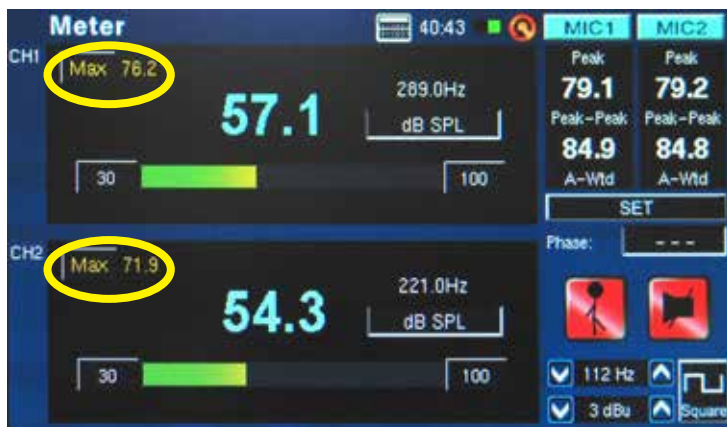 Meter
40:43
MIC1 MIC2
CH1
Max 76.2
57.1
289.0Hz
dB SPL
30
100
Peak Peak
79.1 79.2
Peak-Peak Peak-Peak
84.9 84.8
A-Wtd A-Wtd
SET
Phase: ---
CH2
Max 71.9
54.3
221.0Hz
dB SPL
30
100
112 Hz
3 dBu
Square